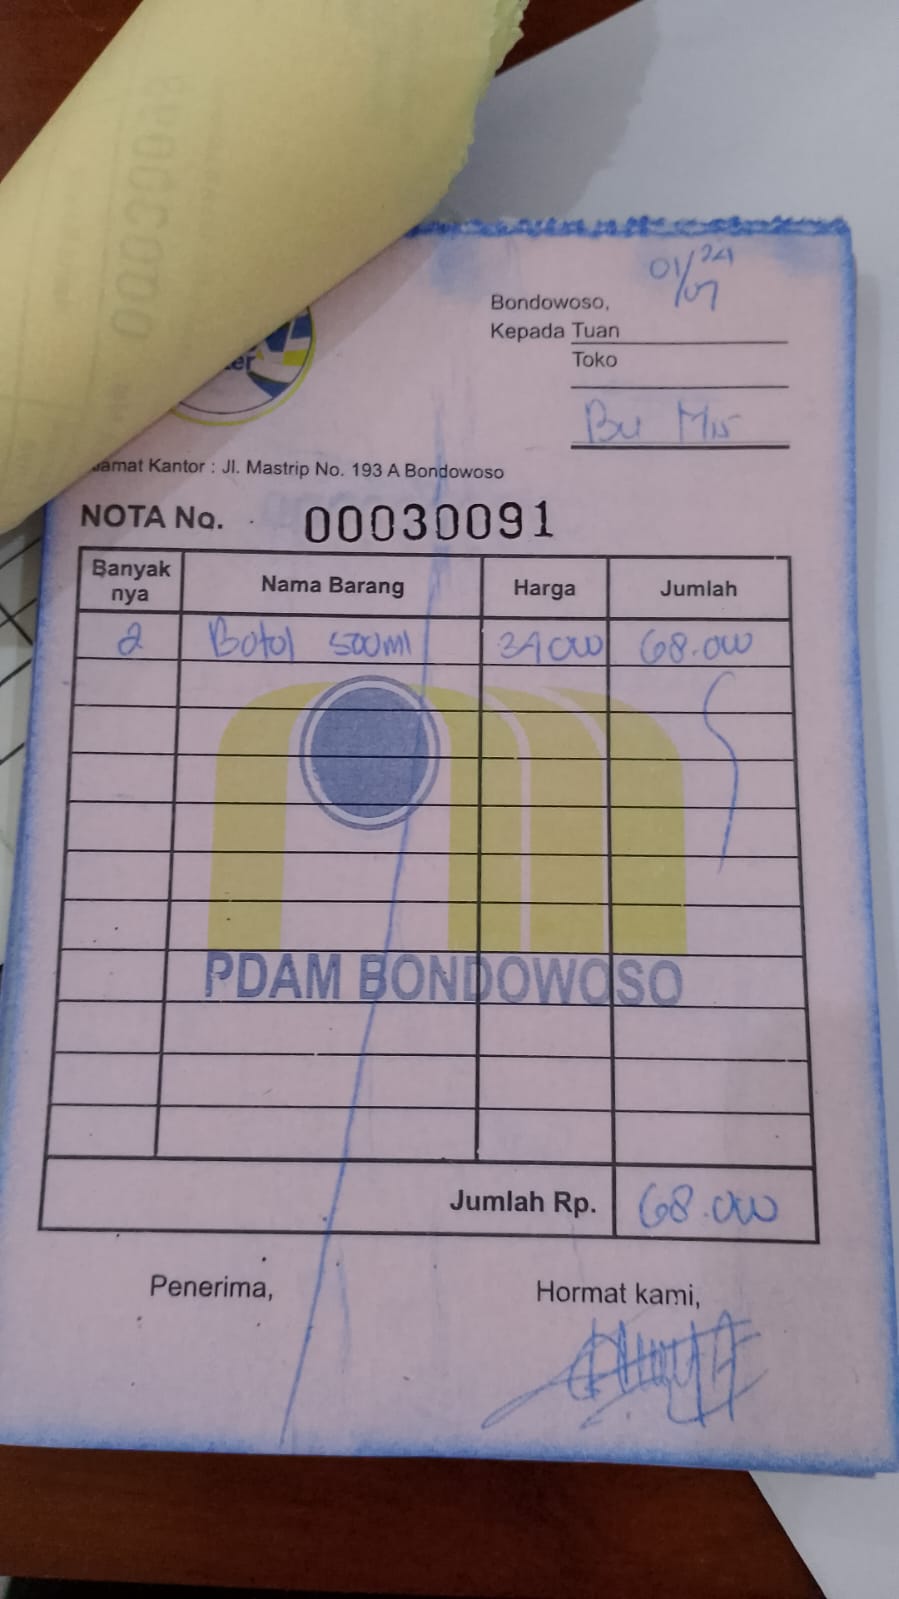 01/07 24
Bondowoso,
Kepada Tuan
Toko
Bu
amat Kantor : Jl. Mastrip No. 193 A Bondowoso
NOTA No. 00030091
Banyak nya Nama Barang Harga Jumlah
2 Botol 500ml 34000 68.000
PDAM BONDOWOSO
Jumlah Rp. 68.000
Penerima, Hormat kami,